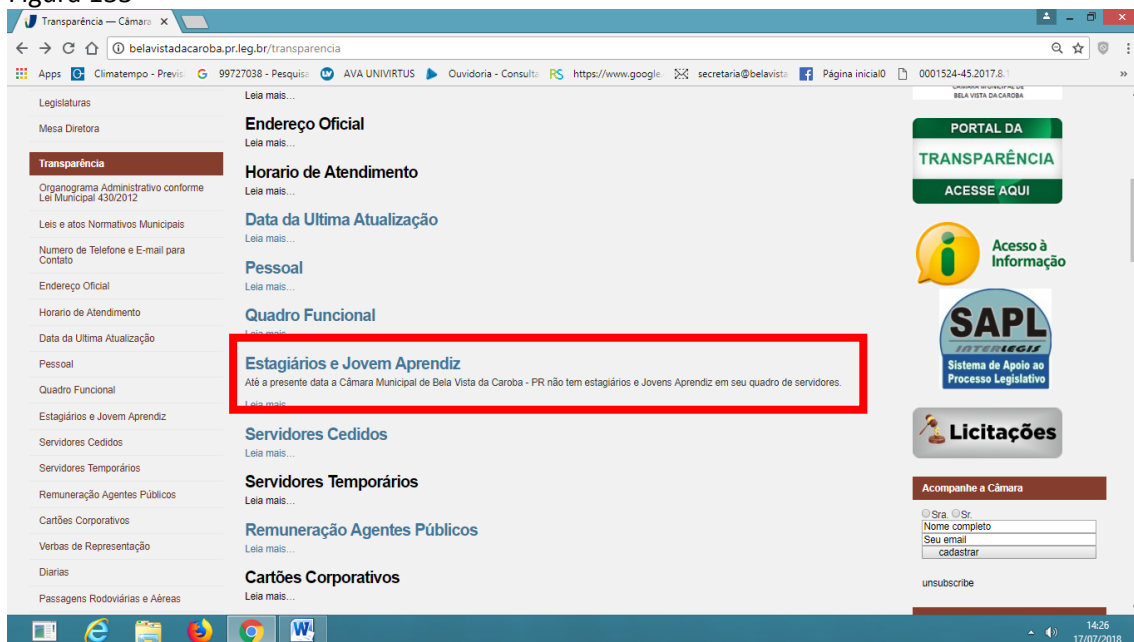 Transparência — Câmara
belavistadacaroba.pr.leg.br/transparencia
Apps
Climatempo - Previs
99727038 - Pesquisa
AVA UNIVIRTUS
Ouvidoria - Consulta
https://www.google
secretaria@belavista
Página inicial0
0001524-45.2017.8.1
»
Legislaturas
Mesa Diretora
Transparência
Organograma Administrativo conforme
Lei Municipal 430/2012
Leis e atos Normativos Municipais
Numero de Telefone e E-mail para
Contato
Endereço Oficial
Horario de Atendimento
Data da Ultima Atualização
Pessoal
Quadro Funcional
Estagiários e Jovem Aprendiz
Servidores Cedidos
Servidores Temporários
Remuneração Agentes Públicos
Cartões Corporativos
Verbas de Representação
Diarias
Passagens Rodoviárias e Aéreas
Leia mais…
Endereço Oficial
Leia mais…
Horario de Atendimento
Leia mais…
Data da Ultima Atualização
Leia mais…
Pessoal
Leia mais…
Quadro Funcional
Leia mais…
Estagiários e Jovem Aprendiz
Até a presente data a Câmara Municipal de Bela Vista da Caroba - PR não tem estagiários e Jovens Aprendiz em seu quadro de servidores.
Leia mais…
Servidores Cedidos
Leia mais…
Servidores Temporários
Leia mais…
Remuneração Agentes Públicos
Leia mais…
Cartões Corporativos
Leia mais…
BELA VISTA DA CAROBA
PORTAL DA
TRANSPARÊNCIA
ACESSE AQUI
Acesso à
Informação
SAPL
INTERLEGIS
Sistema de Apoio ao
Processo Legislativo
Licitações
Acompanhe a Câmara
Sra. Sr.
Nome completo
Seu email
cadastrar
unsubscribe
14:26
17/07/2018